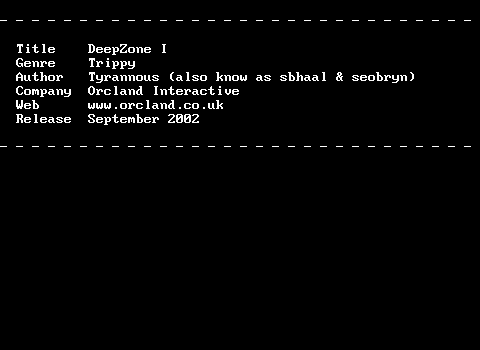 _ _ _ _ _ _ _ _ _ _ _ _ _ _ _ _ _ _ _ _ _ _ _ _ _ _ _ _ _ _
Title    DeepZone I
Genre    Trippy
Author   Tyrannous (also know as sbhaal & seobryn)
Company  Orcland Interactive
Web      www.orcland.co.uk
Release  September 2002
_ _ _ _ _ _ _ _ _ _ _ _ _ _ _ _ _ _ _ _ _ _ _ _ _ _ _ _ _ _